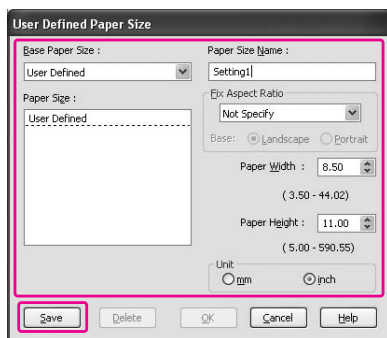 User Defined Paper Size
Base Paper Size :
User Defined
Paper Size :
User Defined
Paper Size Name :
Setting1
Fix Aspect Ratio
Not Specify
Base: Landscape Portrait
Paper Width : 8.50
( 3.50 - 44.02)
Paper Height : 11.00
(5.00 - 590.55)
Unit
mm inch
Save Delete OK Cancel Help